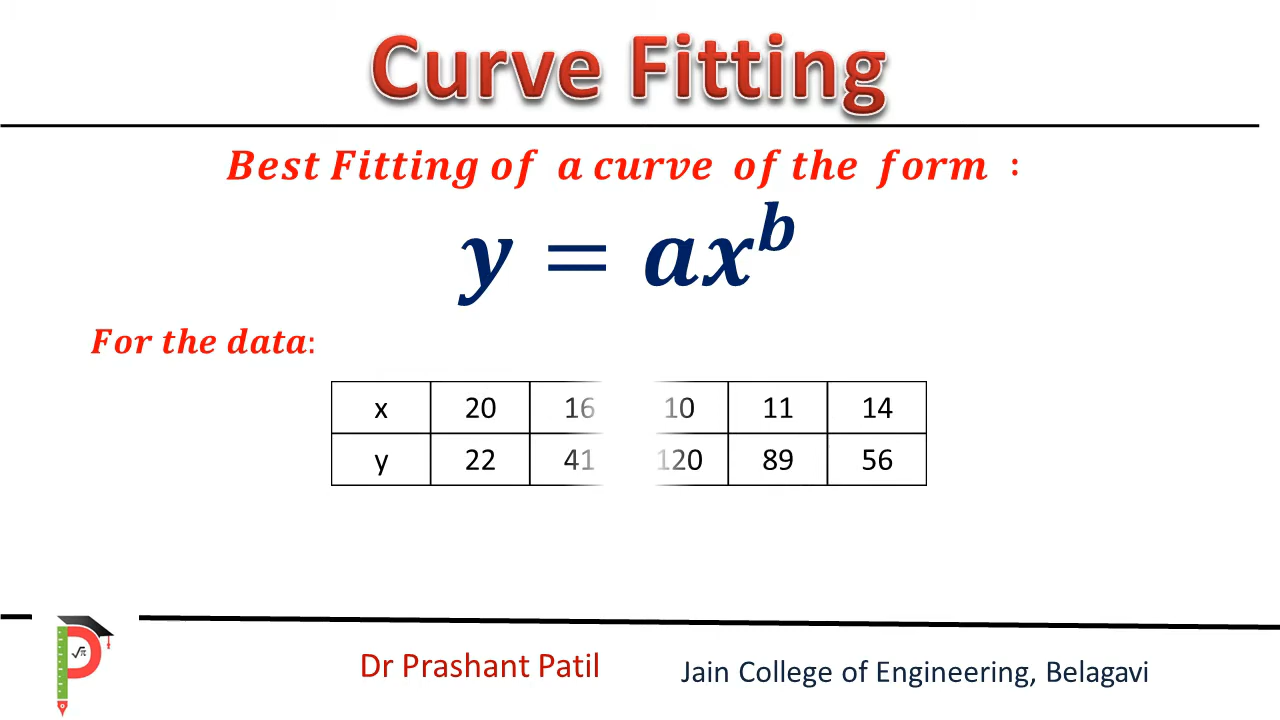 Curve Fitting
Best Fitting of a curve of the form :
y = ax^b
For the data:
x 20 16 10 11 14
y 22 41 120 89 56
√π
Dr Prashant Patil
Jain College of Engineering, Belagavi